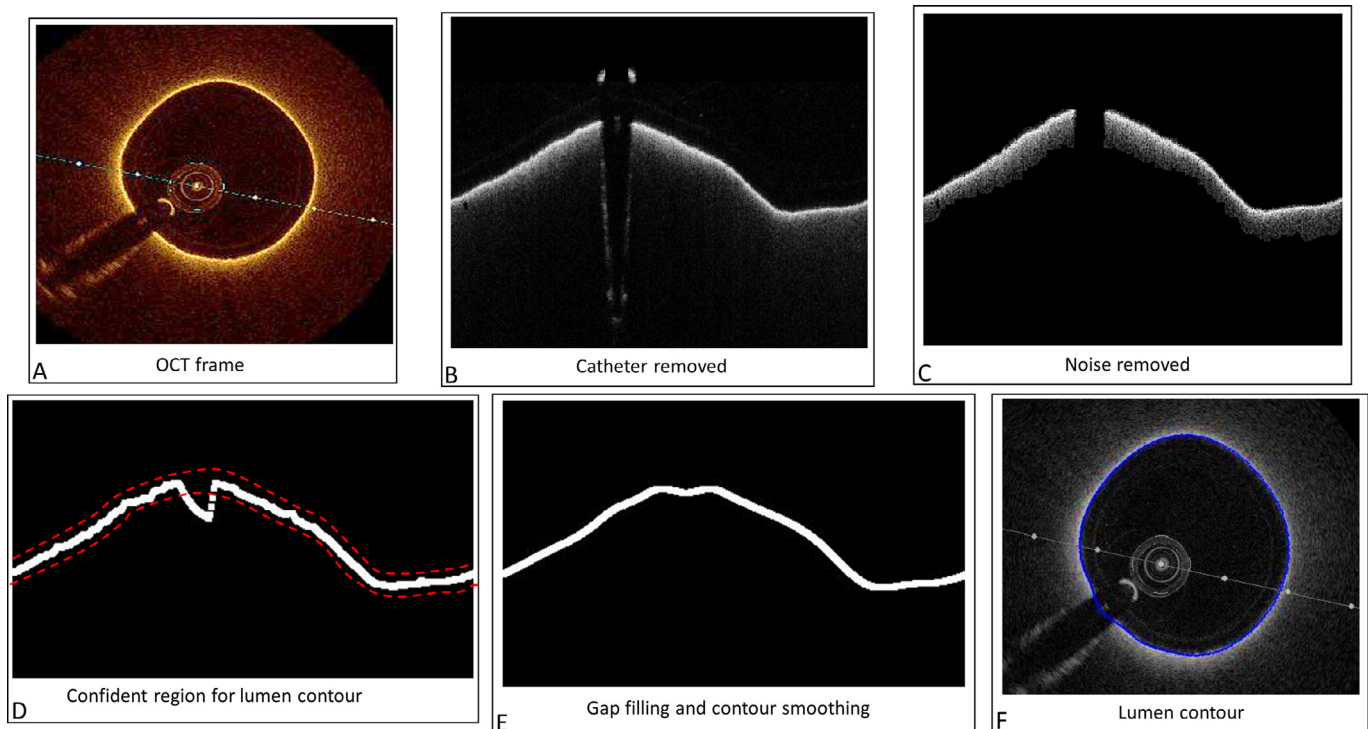 A
OCT frame
B
Catheter removed
C
Noise removed
D
Confident region for lumen contour
E
Gap filling and contour smoothing
F
Lumen contour